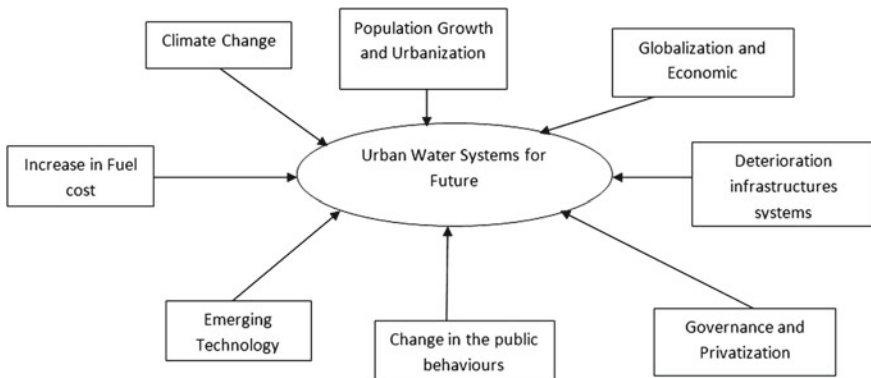 Climate Change
Population Growth
and Urbanization
Globalization and
Economic
Increase in Fuel
cost
Urban Water Systems for
Future
Deterioration
infrastructures
systems
Emerging
Technology
Change in the public
behaviours
Governance and
Privatization